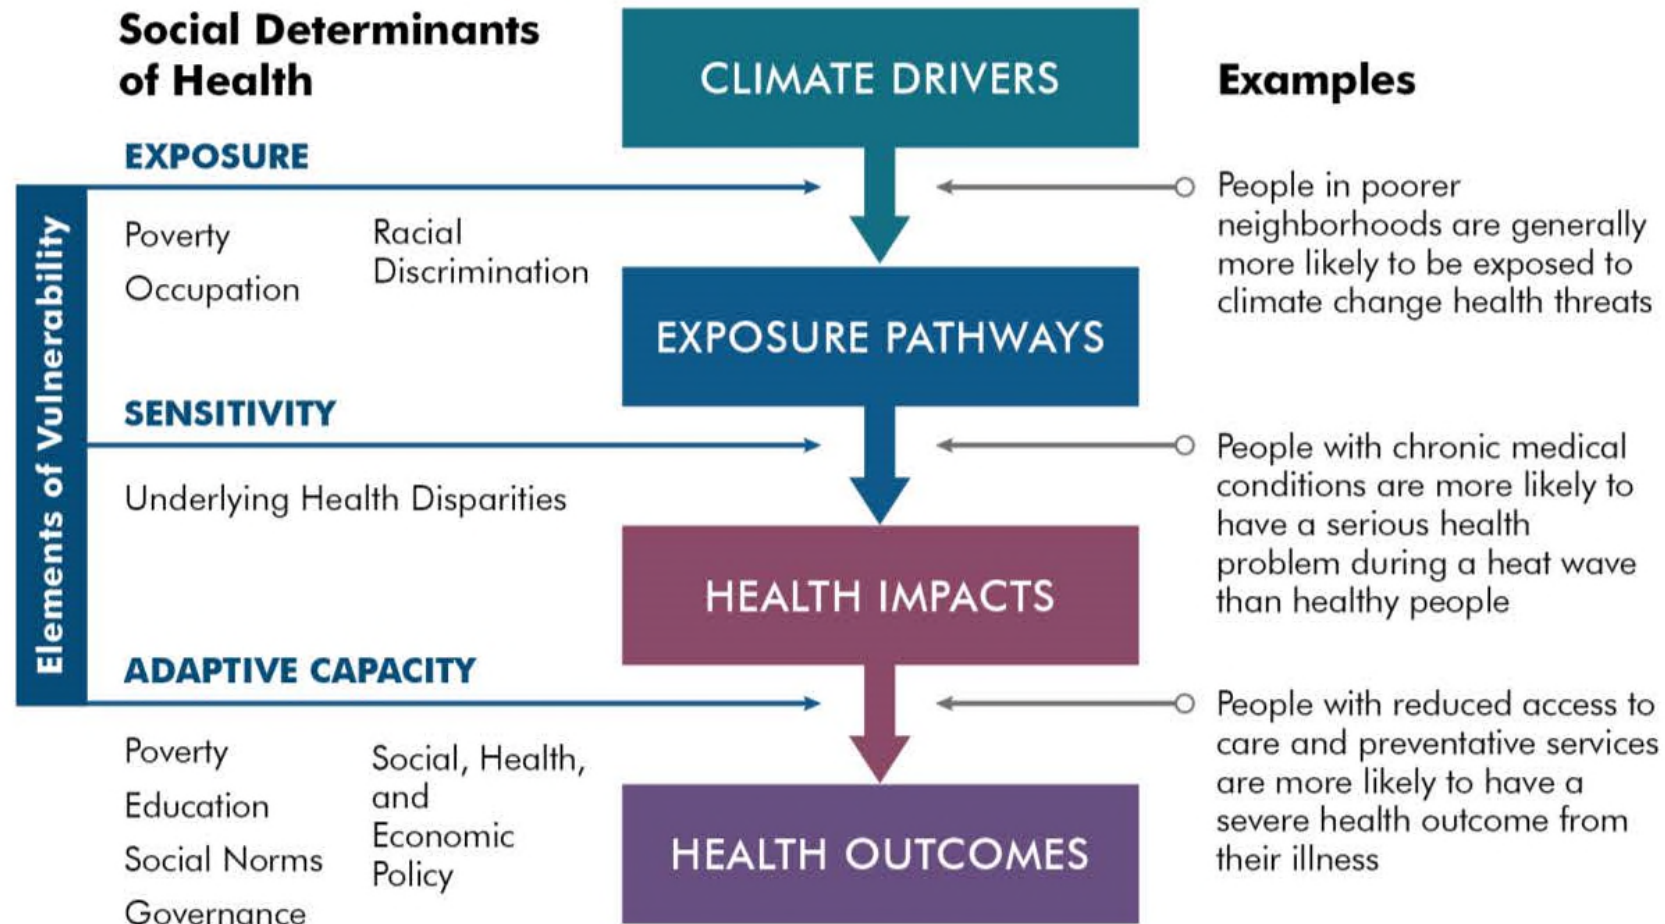 Social Determinants
of Health
CLIMATE DRIVERS
Examples
EXPOSURE
Poverty
Occupation
Racial
Discrimination
People in poorer
neighborhoods are generally
more likely to be exposed to
climate change health threats
Elements of Vulnerability
EXPOSURE PATHWAYS
SENSITIVITY
Underlying Health Disparities
People with chronic medical
conditions are more likely to
have a serious health
problem during a heat wave
than healthy people
HEALTH IMPACTS
ADAPTIVE CAPACITY
Poverty
Education
Social Norms
Governance
Social, Health,
and
Economic
Policy
People with reduced access to
care and preventative services
are more likely to have a
severe health outcome from
their illness
HEALTH OUTCOMES